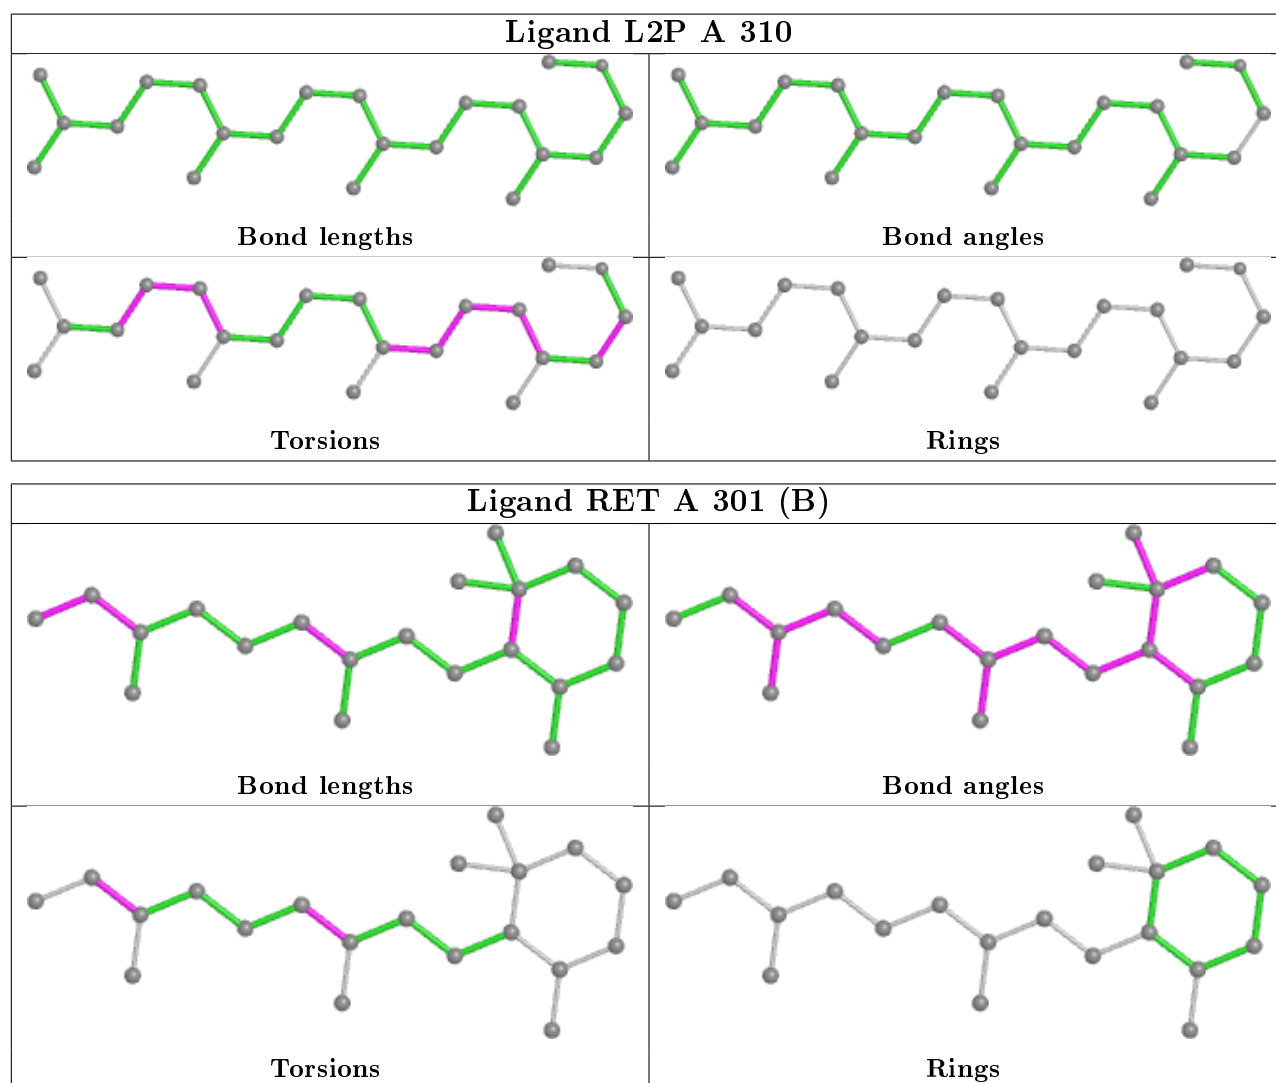 Ligand L2P A 310
Bond lengths
Bond angles
Torsions
Rings
Ligand RET A 301 (B)
Bond lengths
Bond angles
Torsions
Rings